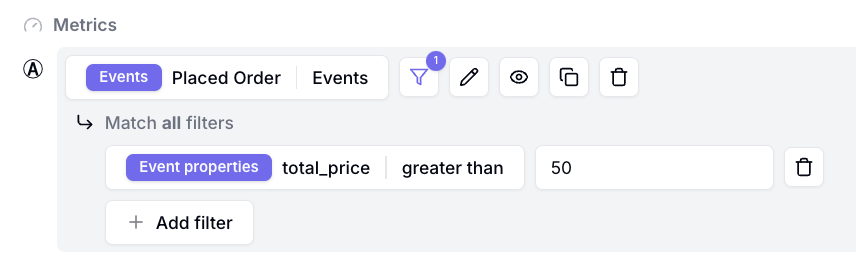 Metrics
A Events Placed Order Events 1
Match all filters
Event properties total_price greater than 50
Add filter